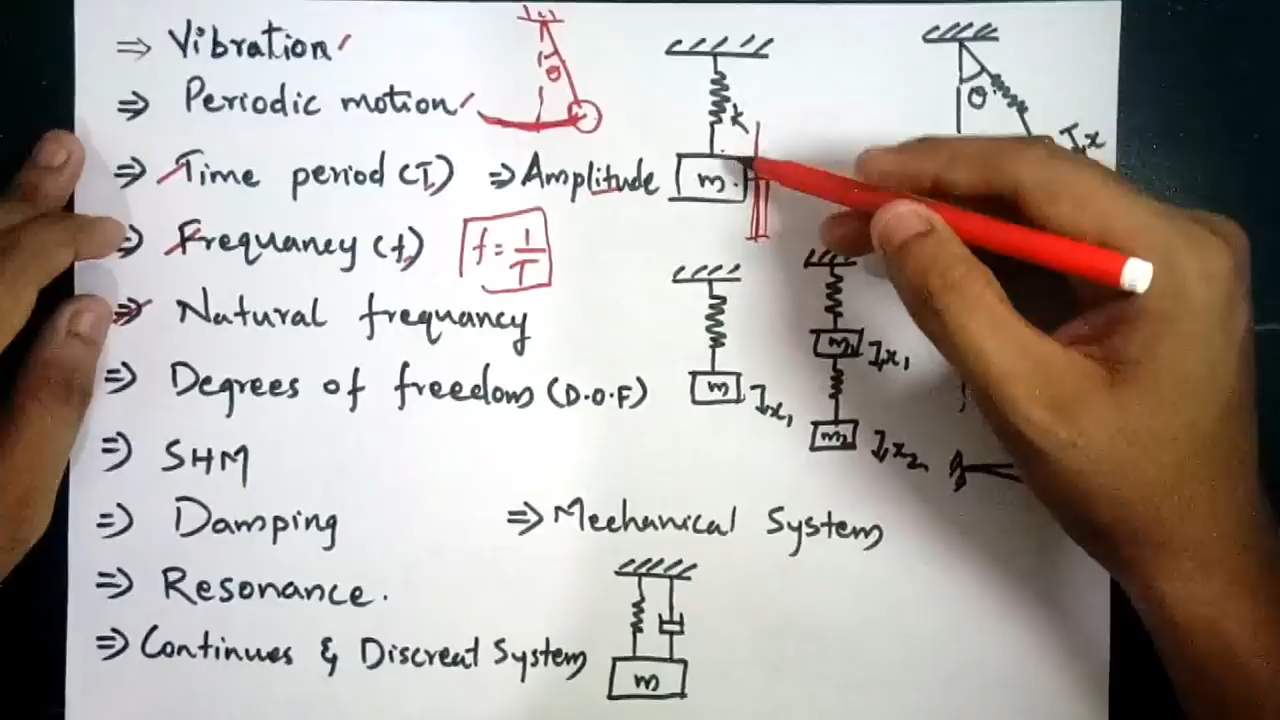 ⇒ Vibration
⇒ Periodic motion
⇒ Time period (T) ⇒ Amplitude
⇒ Frequancy (f) f = 1/T
⇒ Natural frequancy
⇒ Degrees of freedom (D.O.F)
⇒ SHM
⇒ Damping ⇒ Mechanical System
⇒ Resonance.
⇒ Continues & Discreat System
θ
k
m
θ
x
m
x1
m1
x1
m2
x2
m